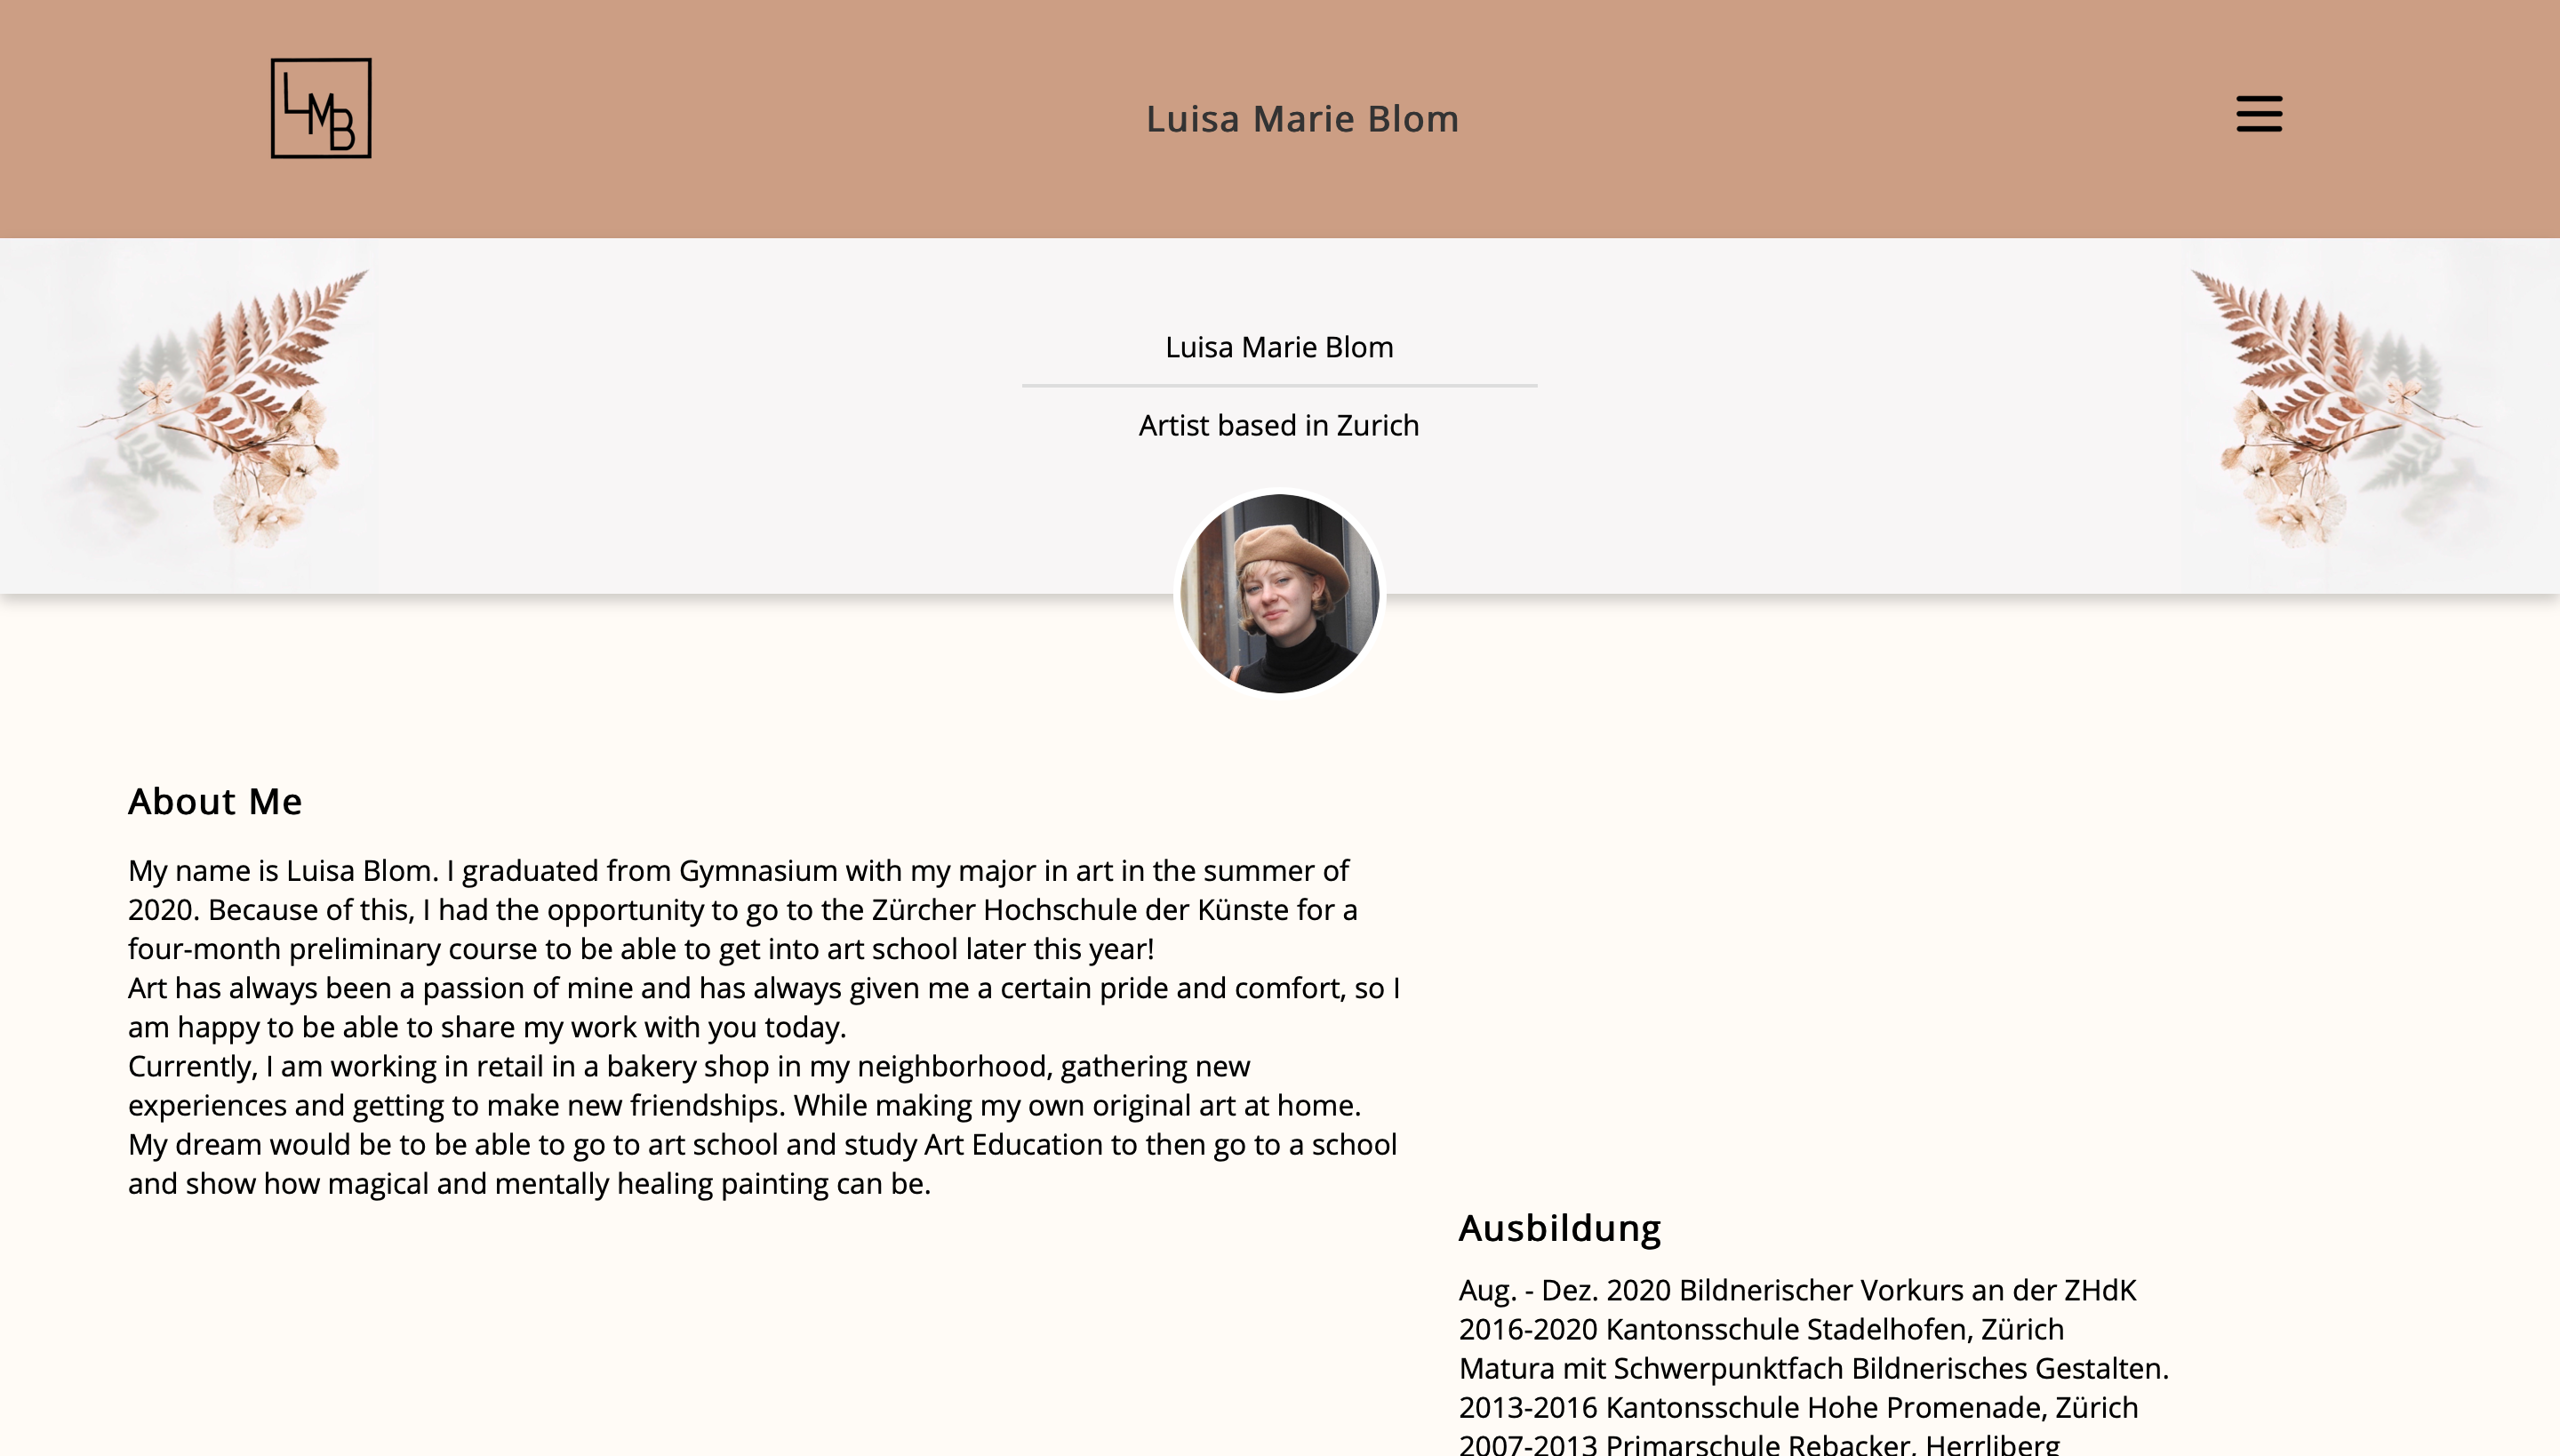 LMB
Luisa Marie Blom
Luisa Marie Blom
Artist based in Zurich
About Me
My name is Luisa Blom. I graduated from Gymnasium with my major in art in the summer of
2020. Because of this, I had the opportunity to go to the Zürcher Hochschule der Künste for a
four-month preliminary course to be able to get into art school later this year!
Art has always been a passion of mine and has always given me a certain pride and comfort, so I
am happy to be able to share my work with you today.
Currently, I am working in retail in a bakery shop in my neighborhood, gathering new
experiences and getting to make new friendships. While making my own original art at home.
My dream would be to be able to go to art school and study Art Education to then go to a school
and show how magical and mentally healing painting can be.
Ausbildung
Aug. - Dez. 2020 Bildnerischer Vorkurs an der ZHdK
2016-2020 Kantonsschule Stadelhofen, Zürich
Matura mit Schwerpunktfach Bildnerisches Gestalten.
2013-2016 Kantonsschule Hohe Promenade, Zürich
2007-2013 Primarschule Rebacker, Herrliberg